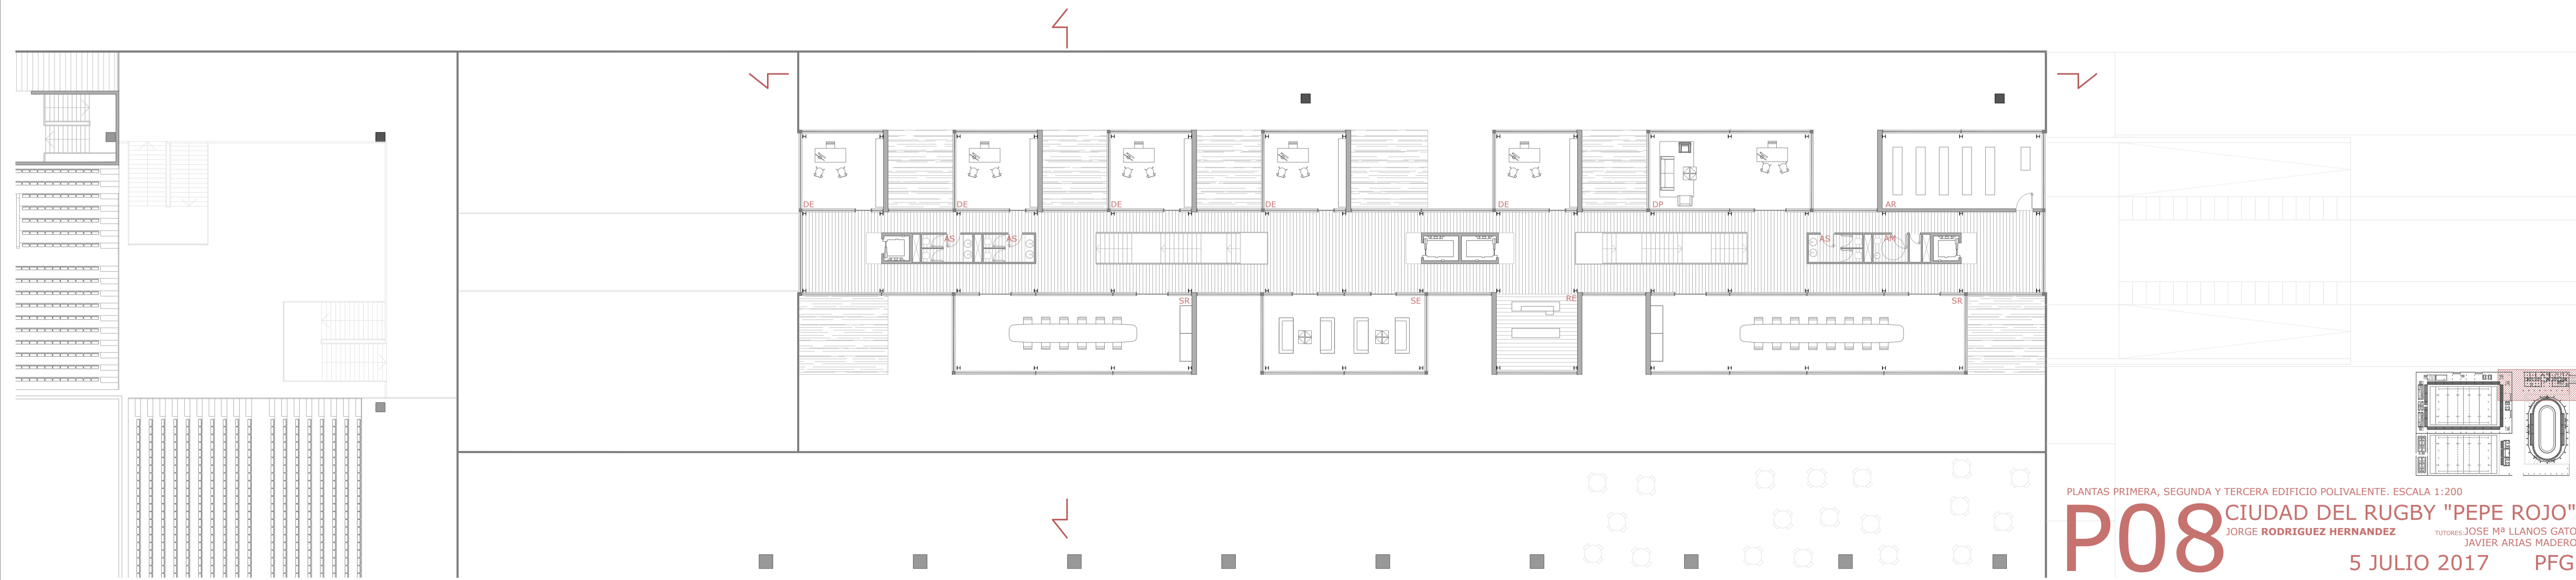 DE DE DE DE DE DP AR
AS AS AS AM
SR SE RE SR
PLANTAS PRIMERA, SEGUNDA Y TERCERA EDIFICIO POLIVALENTE. ESCALA 1:200
P08
CIUDAD DEL RUGBY "PEPE ROJO"
JORGE RODRIGUEZ HERNANDEZ TUTORES:JOSE Mª LLANOS GATO
JAVIER ARIAS MADERO
5 JULIO 2017 PFG